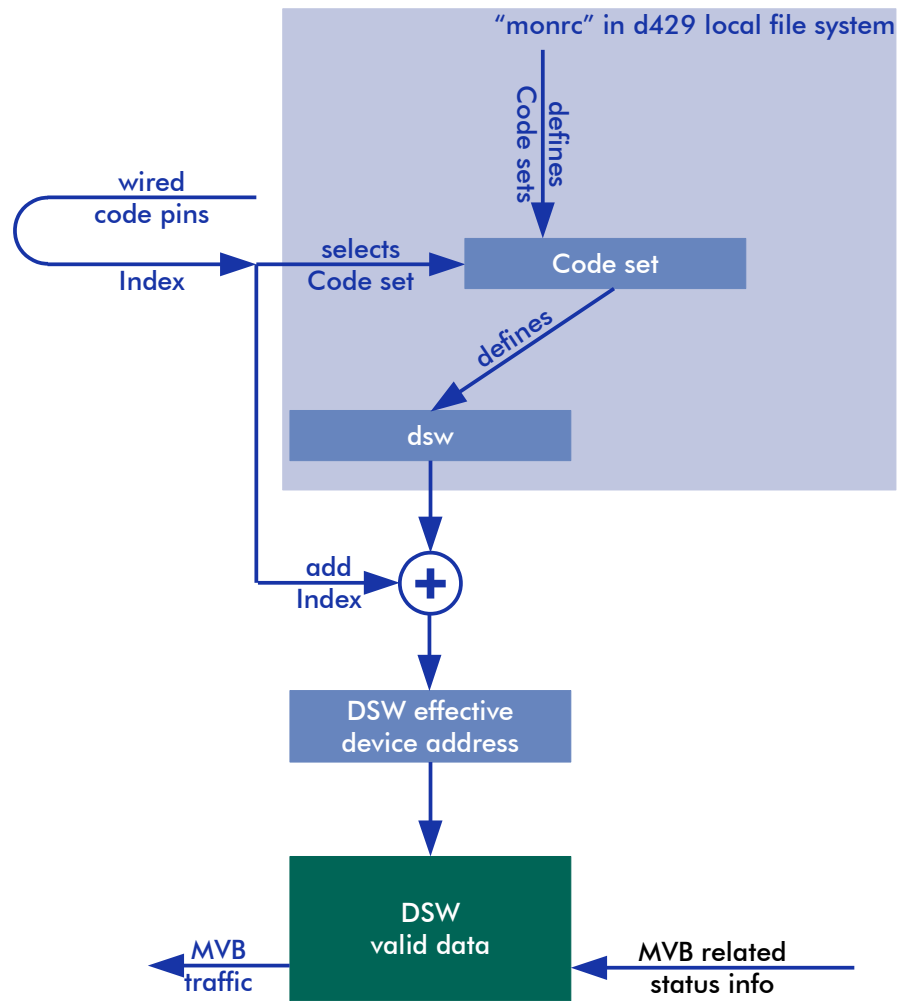 “monrc” in d429 local file system
defines
Code sets
wired
code pins
Index
selects
Code set
Code set
defines
dsw
add
Index
DSW effective
device address
DSW
valid data
MVB
traffic
MVB related
status info